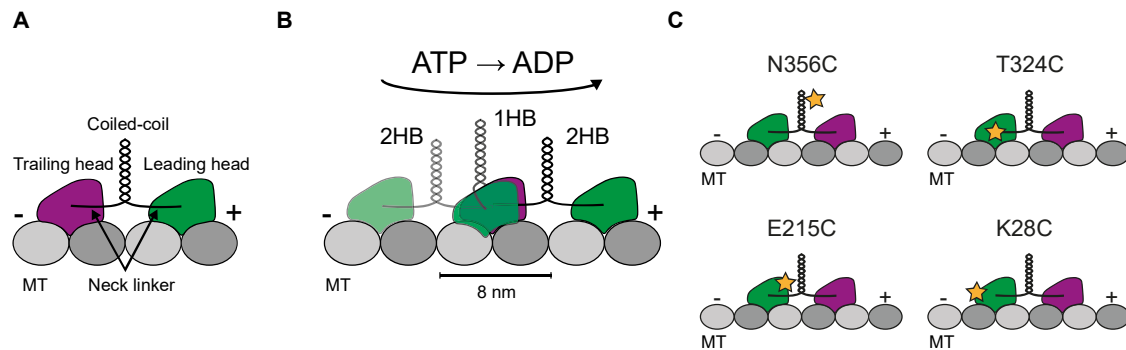 A
Coiled-coil
Trailing head
Leading head
-
+
MT
Neck linker
B
ATP → ADP
1HB
2HB
2HB
-
+
MT
8 nm
C
N356C
-
+
MT
T324C
-
+
MT
E215C
-
+
MT
K28C
-
+
MT